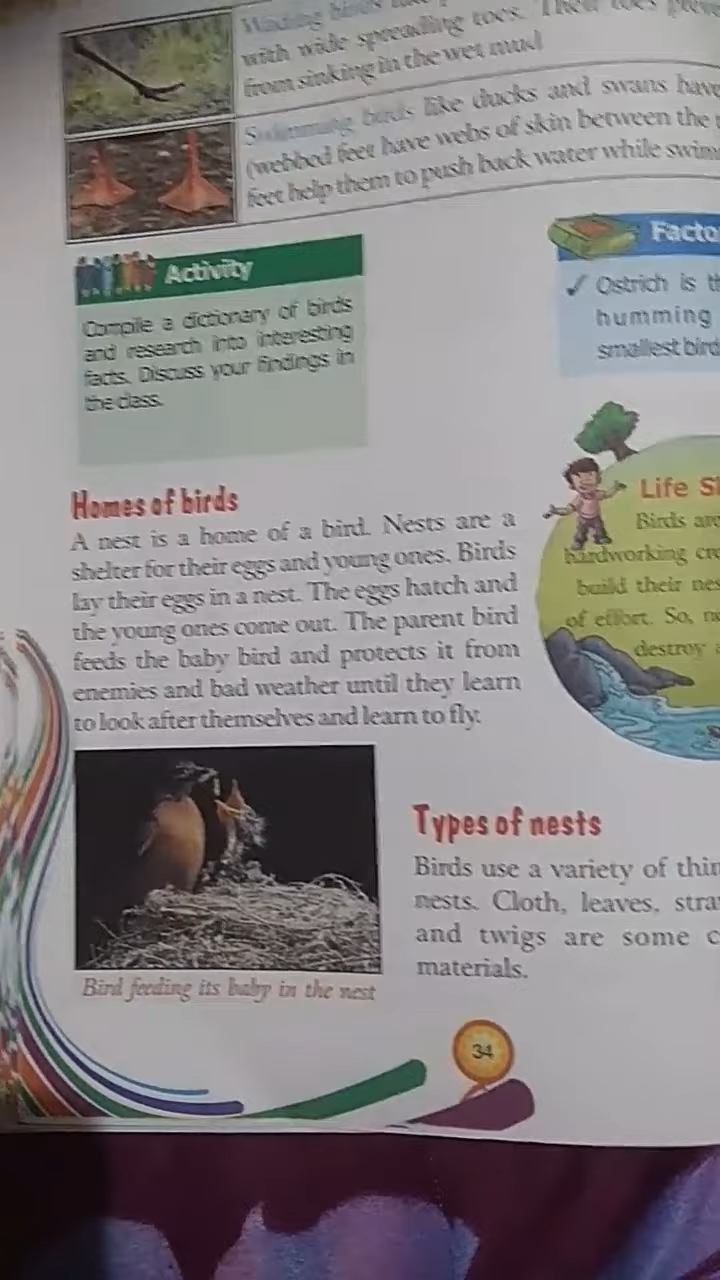 Wading birds
with wide spreading toes. Their toes
from sinking in the wet mud
Swimming birds like ducks and swans have
(webbed feet have webs of skin between the
feet help them to push back water while
Activity
Compile a dictionary of birds
and research into interesting
facts. Discuss your findings in
the class.
Facto
✓ Ostrich is
humming
smallest bird
Homes of birds
A nest is a home of a bird. Nests are a
shelter for their eggs and young ones. Birds
lay their eggs in a nest. The eggs hatch and
the young ones come out. The parent bird
feeds the baby bird and protects it from
enemies and bad weather until they learn
to look after themselves and learn to fly.
Life
Birds are
hardworking
build their
of effort. So,
destroy
Bird feeding its baby in the nest
Types of nests
Birds use a variety of
nests. Cloth, leaves,
and twigs are some
materials.
34